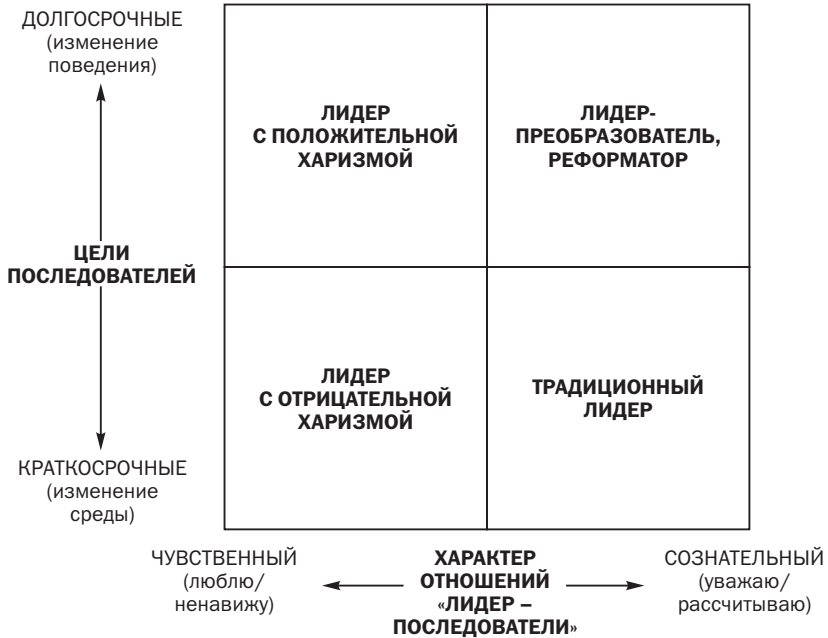 ДОЛГОСРОЧНЫЕ
(изменение
поведения)
ЛИДЕР
С ПОЛОЖИТЕЛЬНОЙ
ХАРИЗМОЙ
ЛИДЕР-
ПРЕОБРАЗОВАТЕЛЬ,
РЕФОРМАТОР
ЦЕЛИ
ПОСЛЕДОВАТЕЛЕЙ
ЛИДЕР
С ОТРИЦАТЕЛЬНОЙ
ХАРИЗМОЙ
ТРАДИЦИОННЫЙ
ЛИДЕР
КРАТКОСРОЧНЫЕ
(изменение
среды)
ЧУВСТВЕННЫЙ
(люблю/
ненавижу)
ХАРАКТЕР
ОТНОШЕНИЙ
«ЛИДЕР –
ПОСЛЕДОВАТЕЛИ»
СОЗНАТЕЛЬНЫЙ
(уважаю/
рассчитываю)